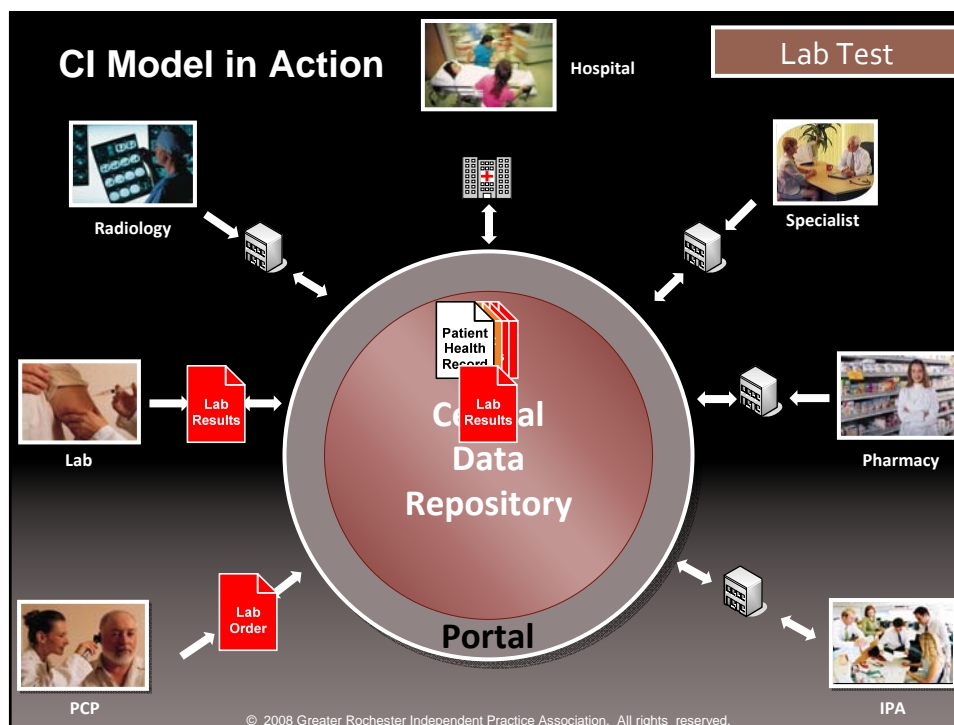 CI Model in Action
Lab Test
Hospital
Radiology
Specialist
Patient
Health
Record
Lab
Results
Lab
Results
Data
Repository
Lab
Pharmacy
Lab
Order
Portal
PCP
IPA
© 2008 Greater Rochester Independent Practice Association. All rights reserved.